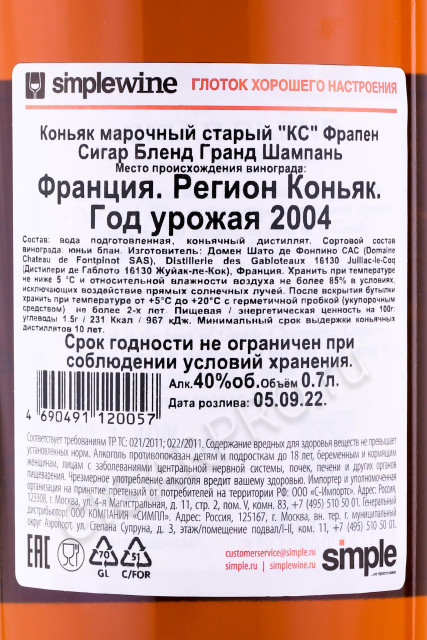 simplewine
ГЛОТОК ХОРОШЕГО НАСТРОЕНИЯ
Коньяк марочный старый "КС" Фрапен
Сигар Бленд Гранд Шампань
Место происхождения винограда:
Франция. Регион Коньяк.
Год урожая 2004
Состав: вода подготовленная, коньячный дистиллят. Сортовой состав
винограда: уньи блан. Изготовитель: Домен Шато де Фонпино САС (Domaine
Chateau de Fontpinot SAS), Distillerie des Gabloteaux 16130 Juillac-le-Coq
(Дистилери де Габлото 16130 Жуйак-ле-Кок), Франция. Хранить при температуре
не ниже 5 °С и относительной влажности воздуха не более 85% в условиях,
исключающих воздействие прямых солнечных лучей. После вскрытия бутылки
хранить при температуре от +5°С до +20°С с герметичной пробкой (укупорочным
средством) не более 2-х лет. Пищевая / энергетическая ценность на 100г:
углеводы 1.5г / 231 Ккал / 967 кДж. Минимальный срок выдержки коньячных
дистиллятов 10 лет.
Срок годности не ограничен при
соблюдении условий хранения.
Алк.40%об.Объём 0.7л.
Дата розлива: 05.09.22.
4 690491 120057
Соответствует требованиям ТР ТС: 021/2011; 022/2011. Содержание вредных для здоровья веществ не превышает
установленных норм. Алкоголь противопоказан детям и подросткам до 18 лет, беременным и кормящим
женщинам, лицам с заболеваниями центральной нервной системы, почек, печени и других органов
пищеварения. Чрезмерное употребление алкоголя вредит вашему здоровью. Импортер и уполномоченная
организация на принятие претензий от потребителей на территории РФ: ООО «С-Импорт». Адрес: Россия,
123308, г. Москва, ул. 4-я Магистральная, д. 11, стр. 2, пом. V, комн. 83, +7 (495) 510 50 01. Генеральный
дистрибьютор: ООО «компания «СИМПЛ», Адрес: Россия, 125167, г. Москва, вн. тер. г. муниципальный
округ Аэропорт, ул. Степана Супруна, д. 3, этаж/помещение подвал/I-II, ком. 11, +7 (495) 510 50 01.
EAC
70
GL
51
C/FOR
customerservice@simple.ru
simple.ru | simplewine.ru
simple
...не просто вино